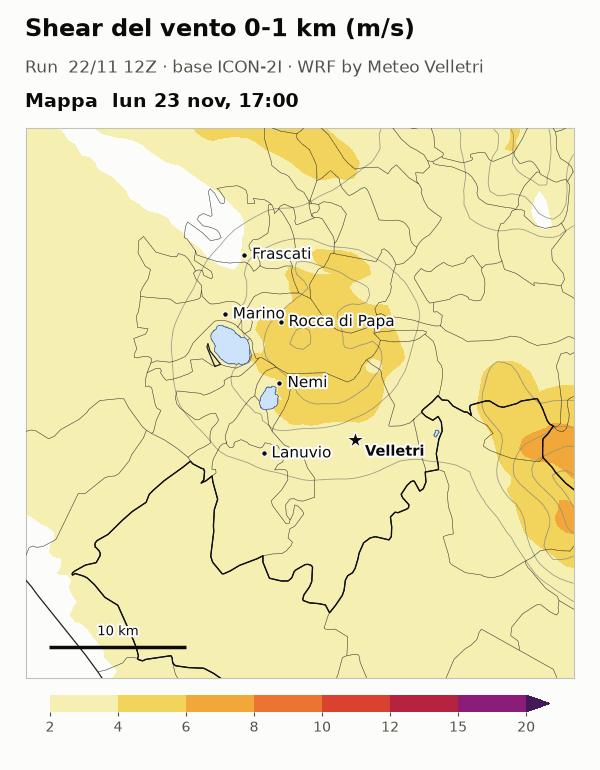 Shear del vento 0-1 km (m/s)
Run  22/11 12Z · base ICON-2I · WRF by Meteo Velletri
Mappa  lun 23 nov, 17:00
Frascati
Marino
Rocca di Papa
Nemi
Velletri
Lanuvio
10 km
2 4 6 8 10 12 15 20